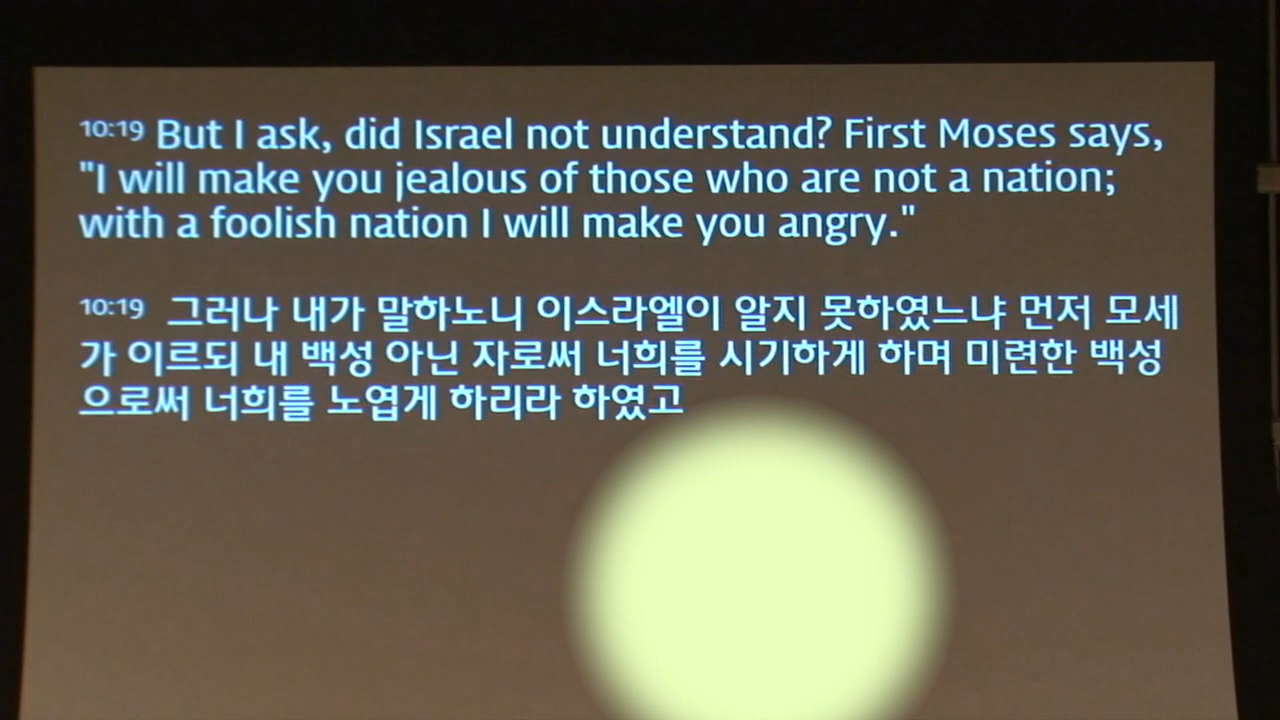 10:19 But I ask, did Israel not understand? First Moses says,
"I will make you jealous of those who are not a nation;
with a foolish nation I will make you angry."
10:19 그러나 내가 말하노니 이스라엘이 알지 못하였느냐 먼저 모세
가 이르되 내 백성 아닌 자로써 너희를 시기하게 하며 미련한 백성
으로써 너희를 노엽게 하리라 하였고